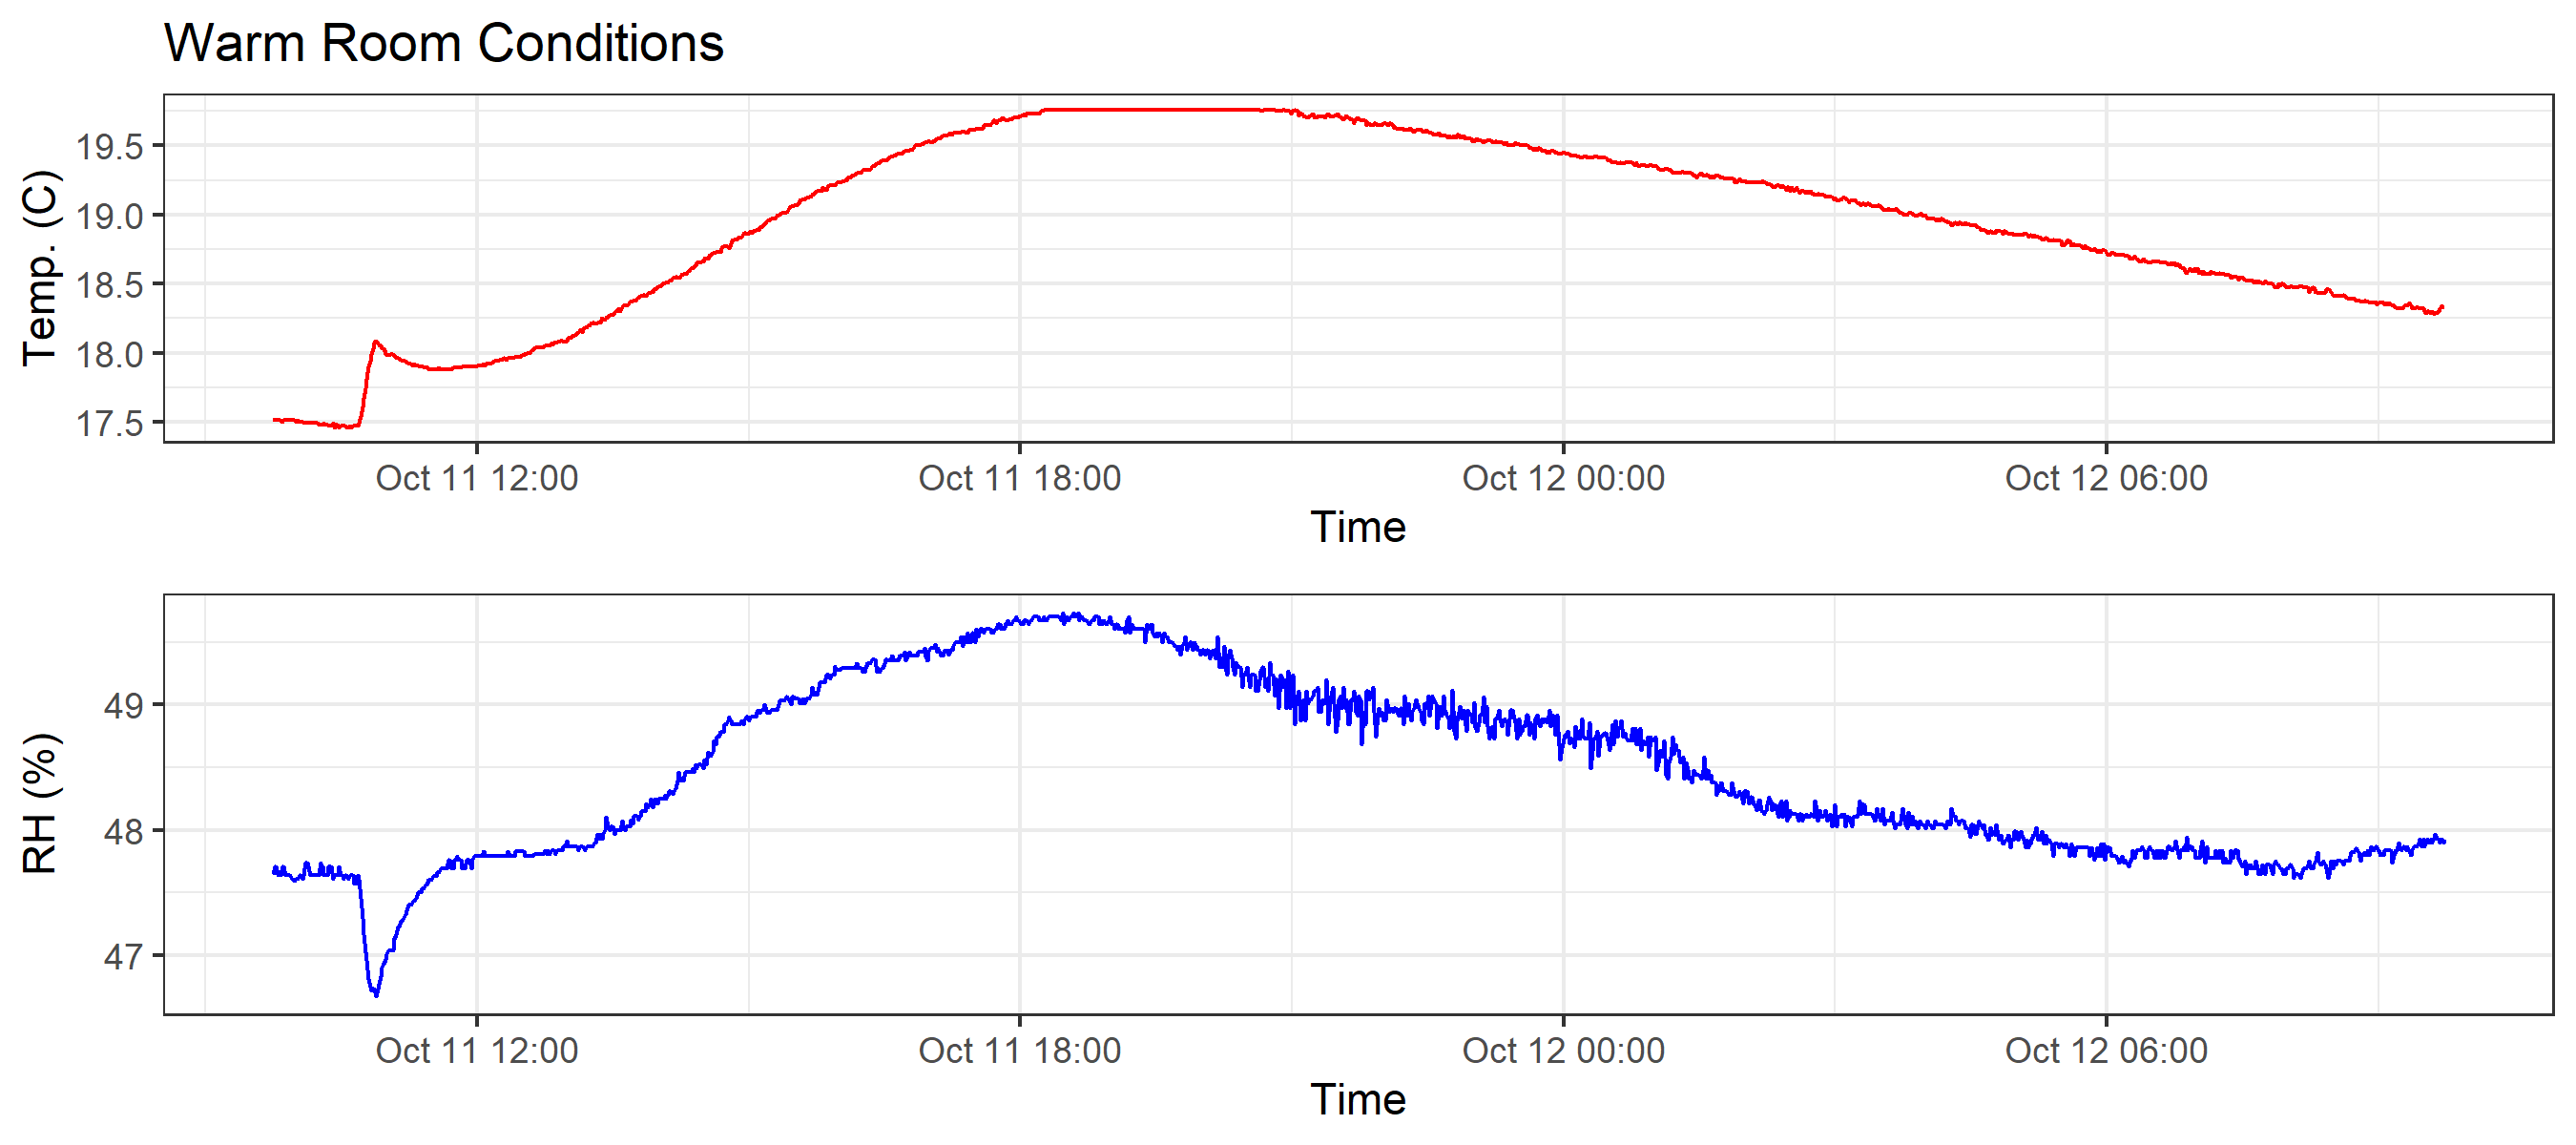 Warm Room Conditions
Temp. (C)
19.5
19.0
18.5
18.0
17.5
Oct 11 12:00 Oct 11 18:00 Oct 12 00:00 Oct 12 06:00
Time
RH (%)
49
48
47
Oct 11 12:00 Oct 11 18:00 Oct 12 00:00 Oct 12 06:00
Time